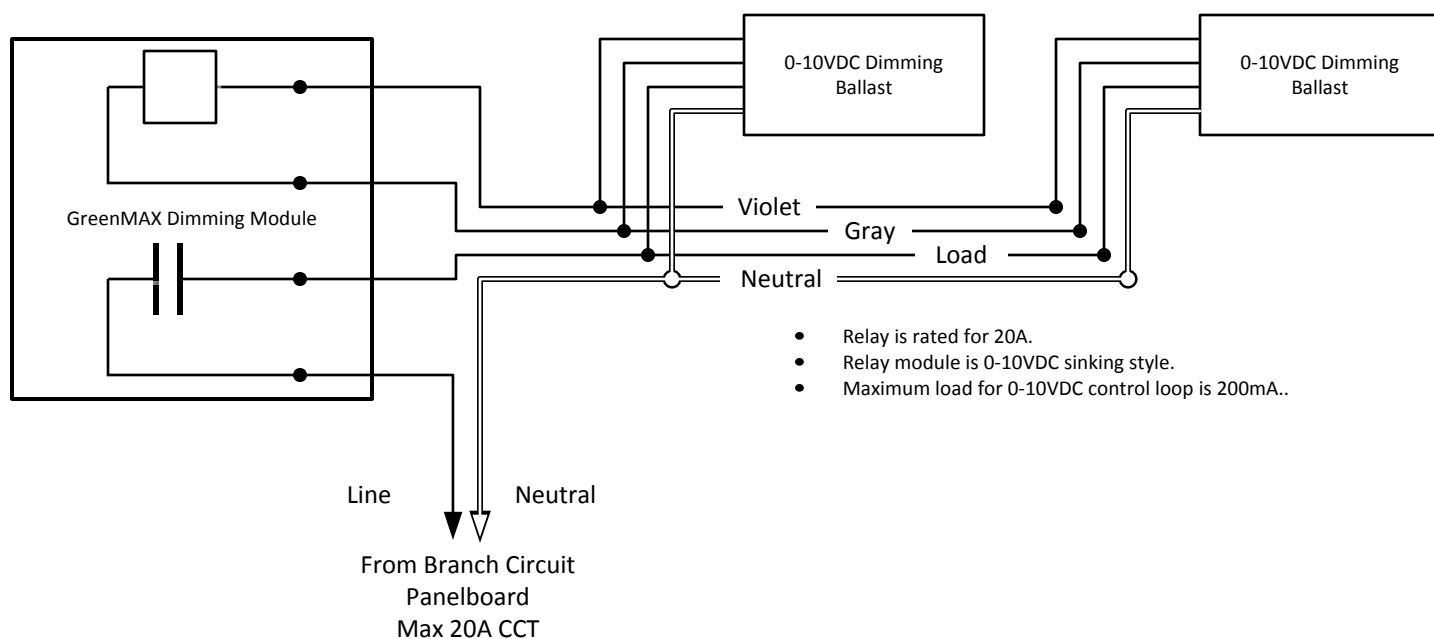 0-10VDC Dimming
Ballast
0-10VDC Dimming
Ballast
GreenMAX Dimming Module
Violet
Gray
Load
Neutral
• Relay is rated for 20A.
• Relay module is 0-10VDC sinking style.
• Maximum load for 0-10VDC control loop is 200mA..
Line
Neutral
From Branch Circuit
Panelboard
Max 20A CCT